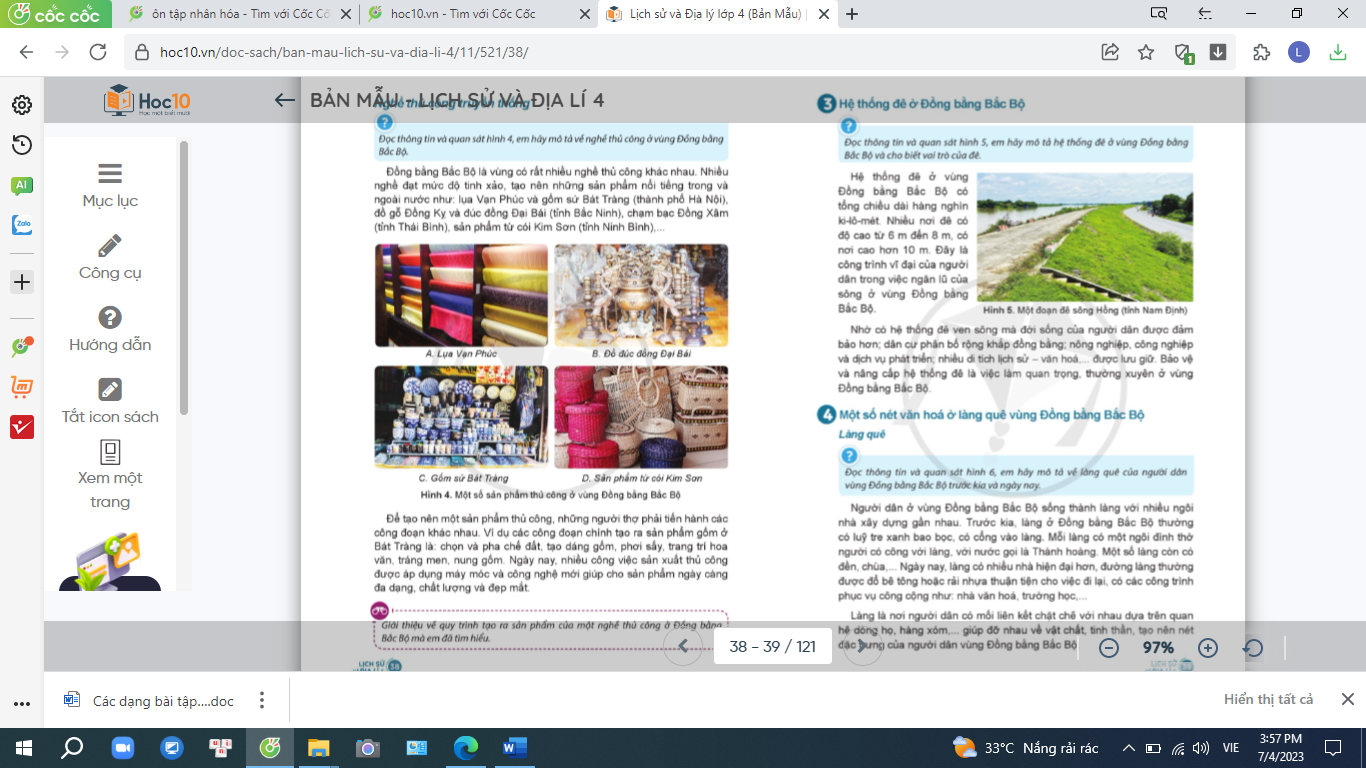 cốc cốc
ôn tập nhân hóa - Tìm với Cốc Cố
hoc10.vn - Tìm với Cốc Cốc
Lịch sử và Địa lý lớp 4 (Bản Mẫu) |
hoc10.vn/doc-sach/ban-mau-lich-su-va-dia-li-4/11/521/38/
L
1
Hoc10
Học một biết mười
BẢN MẪU - LỊCH SỬ VÀ ĐỊA LÍ 4
AI
Zalo
Mục lục
Công cụ
Hướng dẫn
Tắt icon sách
Xem một
trang
Nghề thủ công truyền thống
?
Đọc thông tin và quan sát hình 4, em hãy mô tả về nghề thủ công ở vùng Đồng bằng
Bắc Bộ.
Đồng bằng Bắc Bộ là vùng có rất nhiều nghề thủ công khác nhau. Nhiều
nghề đạt mức độ tinh xảo, tạo nên những sản phẩm nổi tiếng trong và
ngoài nước như: lụa Vạn Phúc và gốm sứ Bát Tràng (thành phố Hà Nội),
đồ gỗ Đồng Kỵ và đúc đồng Đại Bái (tỉnh Bắc Ninh), chạm bạc Đồng Xâm
(tỉnh Thái Bình), sản phẩm từ cói Kim Sơn (tỉnh Ninh Bình),...
A. Lụa Vạn Phúc
B. Đồ đúc đồng Đại Bái
C. Gốm sứ Bát Tràng
D. Sản phẩm từ cói Kim Sơn
Hình 4. Một số sản phẩm thủ công ở vùng Đồng bằng Bắc Bộ
Để tạo nên một sản phẩm thủ công, những người thợ phải tiến hành các
công đoạn khác nhau. Ví dụ các công đoạn chính tạo ra sản phẩm gốm ở
Bát Tràng là: chọn và pha chế đất, tạo dáng gốm, phơi sấy, trang trí hoa
văn, tráng men, nung gốm. Ngày nay, nhiều công việc sản xuất thủ công
được áp dụng máy móc và công nghệ mới giúp cho sản phẩm ngày càng
đa dạng, chất lượng và đẹp mắt.
Giới thiệu về quy trình tạo ra sản phẩm của một nghề thủ công ở Đồng bằng
Bắc Bộ mà em đã tìm hiểu.
LỊCH SỬ
38
3 Hệ thống đê ở Đồng bằng Bắc Bộ
?
Đọc thông tin và quan sát hình 5, em hãy mô tả hệ thống đê ở vùng Đồng bằng
Bắc Bộ và cho biết vai trò của đê.
Hệ thống đê ở vùng
Đồng bằng Bắc Bộ có
tổng chiều dài hàng nghìn
ki-lô-mét. Nhiều nơi đê có
độ cao từ 6 m đến 8 m, có
nơi cao hơn 10 m. Đây là
công trình vĩ đại của người
dân trong việc ngăn lũ của
sông ở vùng Đồng bằng
Bắc Bộ.
Hình 5. Một đoạn đê sông Hồng (tỉnh Nam Định)
Nhờ có hệ thống đê ven sông mà đời sống của người dân được đảm
bảo hơn; dân cư phân bố rộng khắp đồng bằng; nông nghiệp, công nghiệp
và dịch vụ phát triển; nhiều di tích lịch sử – văn hoá,... được lưu giữ. Bảo vệ
và nâng cấp hệ thống đê là việc làm quan trọng, thường xuyên ở vùng
Đồng bằng Bắc Bộ.
4 Một số nét văn hoá ở làng quê vùng Đồng bằng Bắc Bộ
Làng quê
?
Đọc thông tin và quan sát hình 6, em hãy mô tả về làng quê của người dân
vùng Đồng bằng Bắc Bộ trước kia và ngày nay.
Người dân ở vùng Đồng bằng Bắc Bộ sống thành làng với nhiều ngôi
nhà xây dựng gần nhau. Trước kia, làng ở Đồng bằng Bắc Bộ thường
có luỹ tre xanh bao bọc, có cổng vào làng. Mỗi làng có một ngôi đình thờ
người có công với làng, với nước gọi là Thành hoàng. Một số làng còn có
đền, chùa,... Ngày nay, làng có nhiều nhà hiện đại hơn, đường làng thường
được đổ bê tông hoặc rải nhựa thuận tiện cho việc đi lại, có các công trình
phục vụ công cộng như: nhà văn hoá, trường học,...
Làng là nơi người dân có mối liên kết chặt chẽ với nhau dựa trên quan
hệ dòng họ, hàng xóm,... giúp đỡ nhau về vật chất, tinh thần, tạo nên nét
đặc trưng của người dân vùng Đồng bằng Bắc Bộ
38 - 39 / 121
97%
Các dạng bài tập....doc
Hiển thị tất cả
33°C Nắng rải rác
VIE
3:57 PM
7/4/2023